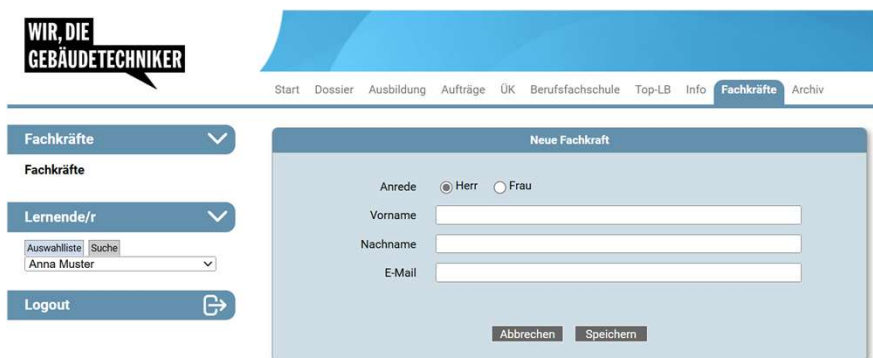 WIR, DIE
GEBÄUDETECHNIKER
Start Dossier Ausbildung Aufträge ÜK Berufsfachschule Top-LB Info Fachkräfte Archiv
Fachkräfte
Fachkräfte
Lernende/r
Auswahlliste Suche
Anna Muster
Logout
Neue Fachkraft
Anrede Herr Frau
Vorname
Nachname
E-Mail
Abbrechen Speichern